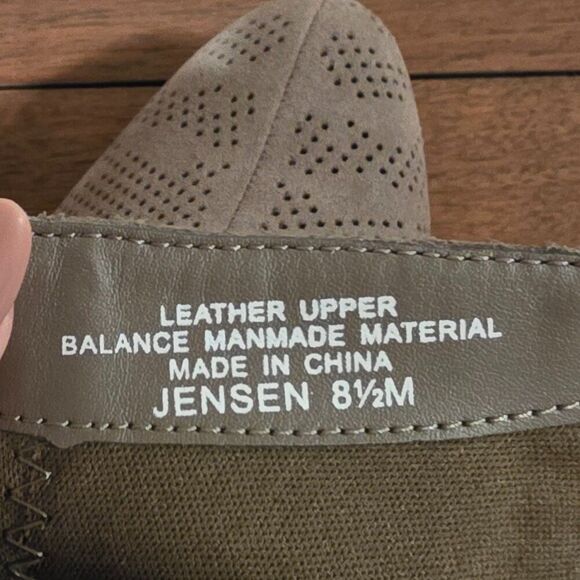 LEATHER UPPER
BALANCE MANMADE MATERIAL
MADE IN CHINA
JENSEN 8½M